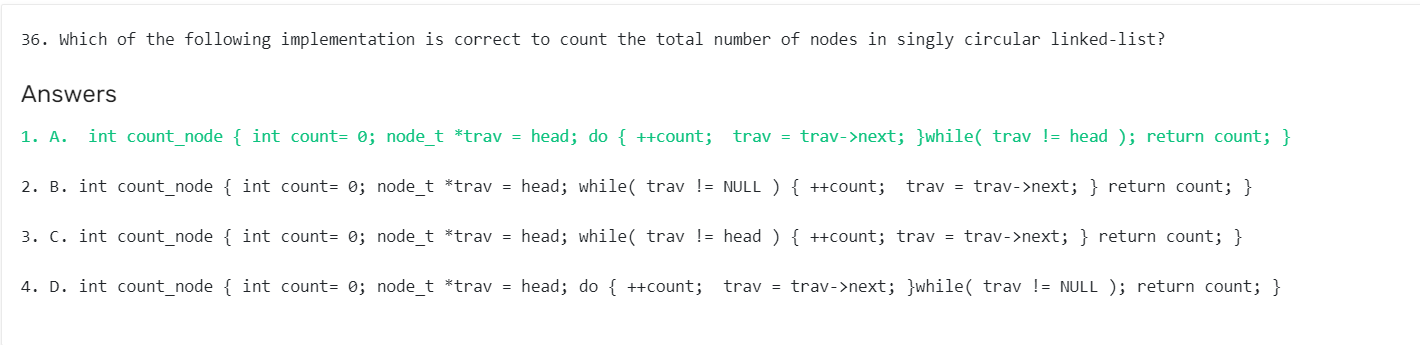 36. Which of the following implementation is correct to count the total number of nodes in singly circular linked-list?
Answers
1. A.  int count_node { int count= 0; node_t *trav = head; do { ++count;  trav = trav->next; }while( trav != head ); return count; }
2. B. int count_node { int count= 0; node_t *trav = head; while( trav != NULL ) { ++count;  trav = trav->next; } return count; }
3. C. int count_node { int count= 0; node_t *trav = head; while( trav != head ) { ++count; trav = trav->next; } return count; }
4. D. int count_node { int count= 0; node_t *trav = head; do { ++count;  trav = trav->next; }while( trav != NULL ); return count; }